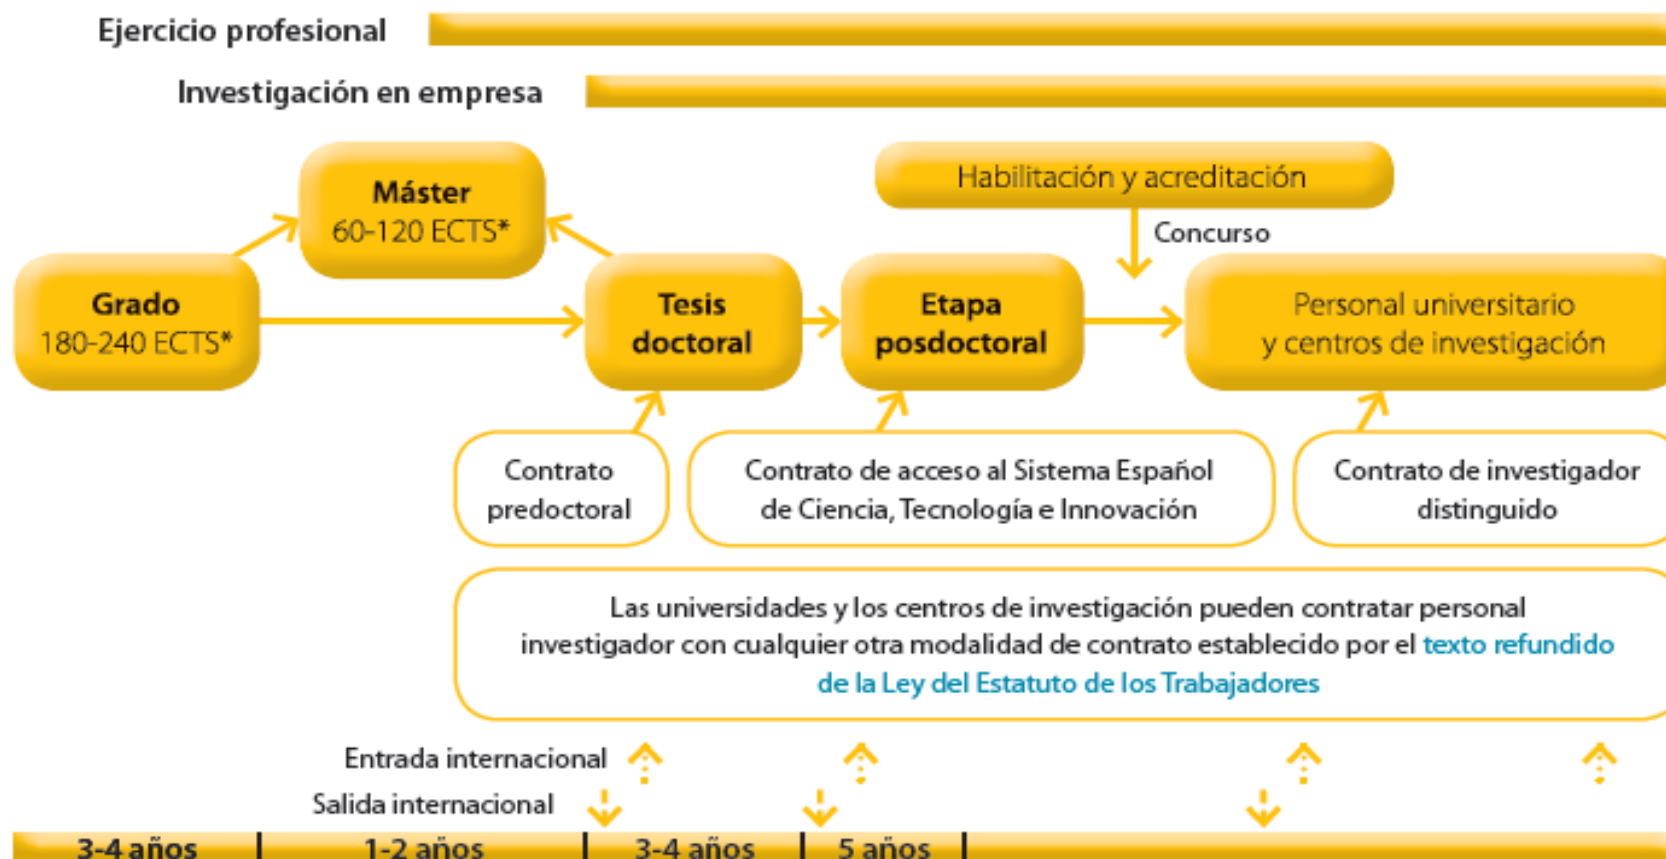 Ejercicio profesional
Investigación en empresa
Máster
60-120 ECTS*
Habilitación y acreditación
Concurso
Grado
180-240 ECTS*
Tesis
doctoral
Etapa
posdoctoral
Personal universitario
y centros de investigación
Contrato
predoctoral
Contrato de acceso al Sistema Español
de Ciencia, Tecnología e Innovación
Contrato de investigador
distinguido
Las universidades y los centros de investigación pueden contratar personal
investigador con cualquier otra modalidad de contrato establecido por el texto refundido
de la Ley del Estatuto de los Trabajadores
Entrada internacional
Salida internacional
3-4 años
1-2 años
3-4 años
5 años